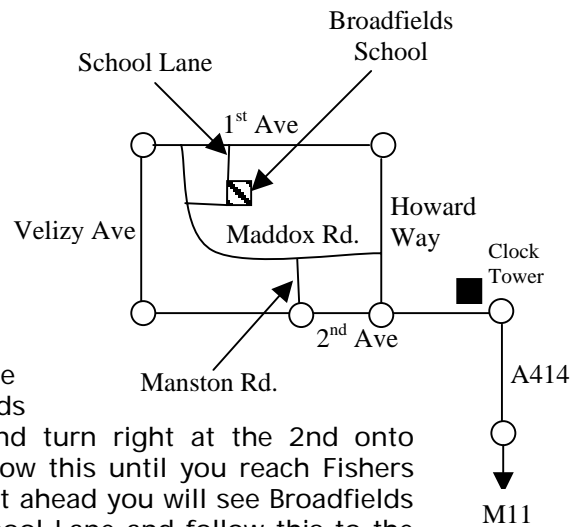 Broadfields
School
School Lane
1st Ave
Velizy Ave
Howard
Way
Maddox Rd.
Clock
Tower
2nd Ave
Manston Rd.
A414
M11
nd turn right at the 2nd onto
ow this until you reach Fishers
t ahead you will see Broadfields